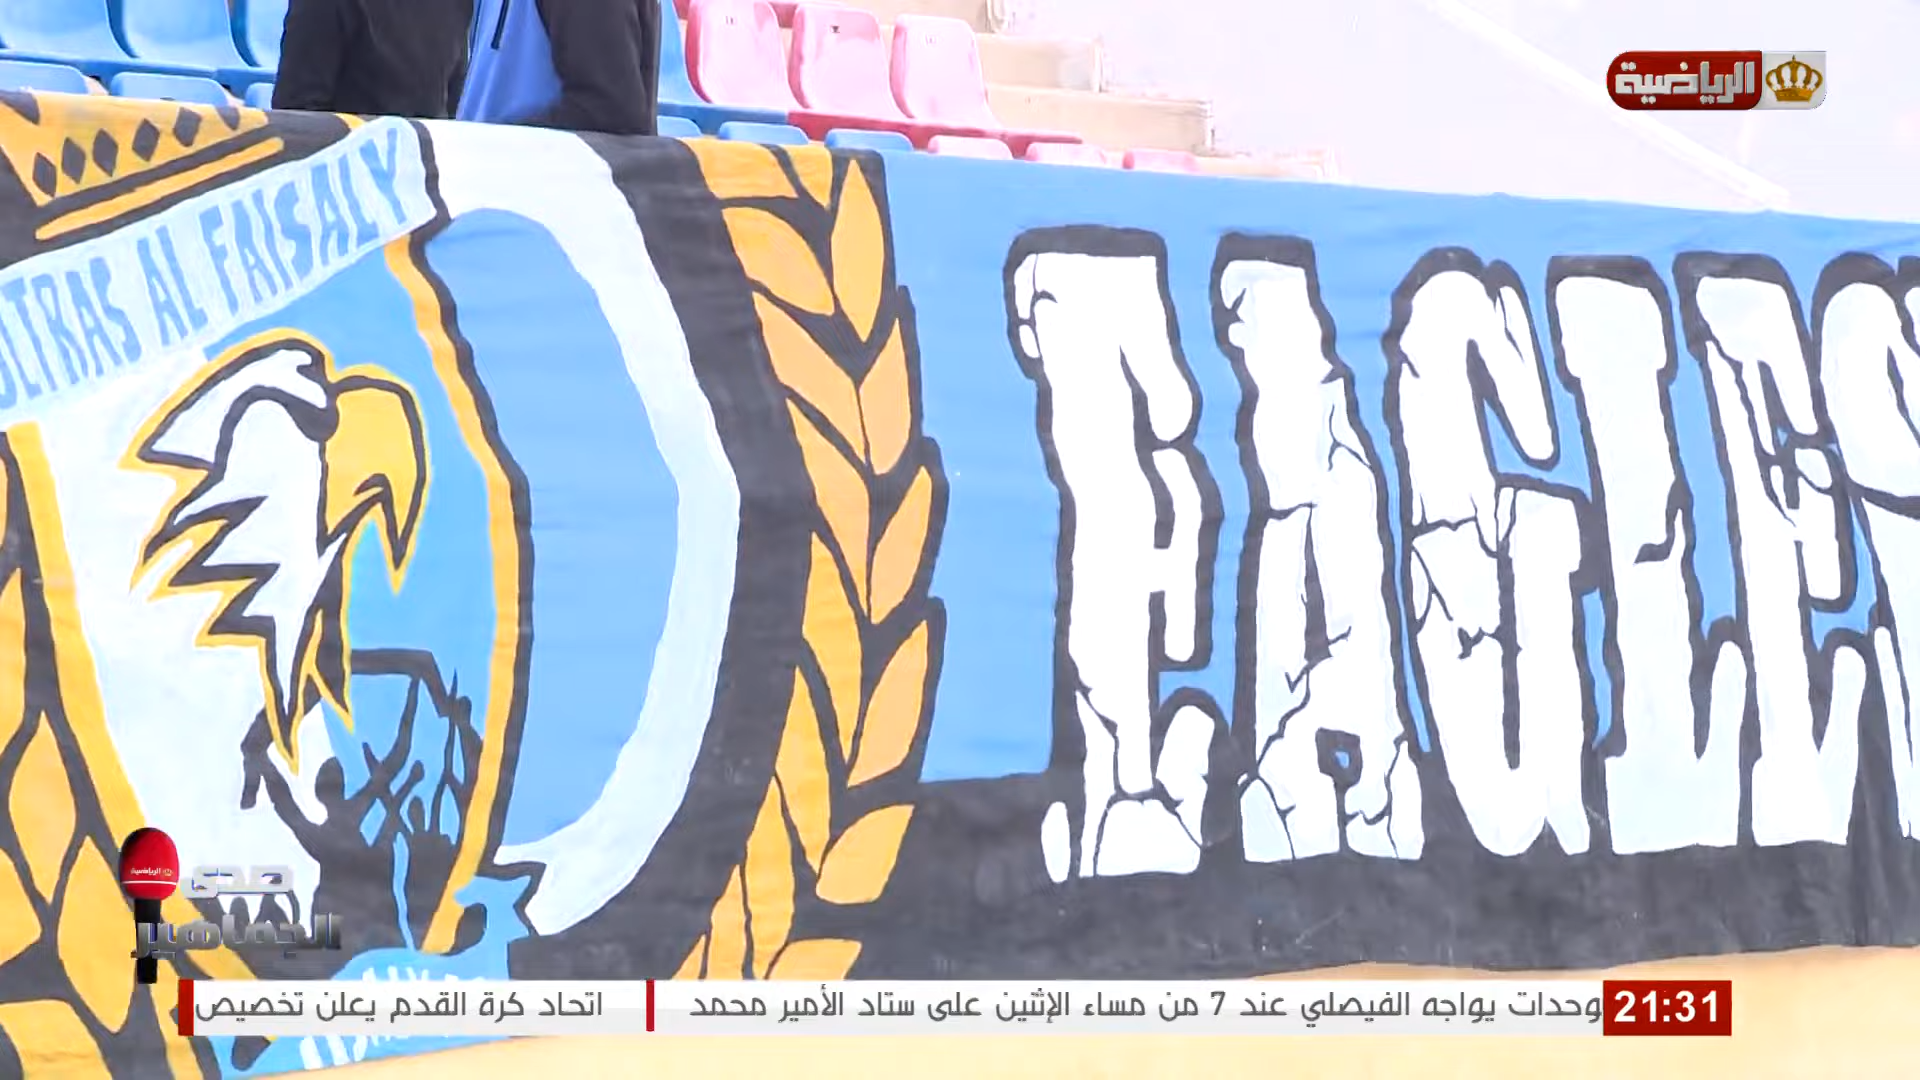 الرياضية
ULTRAS AL FAISALY
EAGLES
صدى
الجماهير
وحدات يواجه الفيصلي عند 7 من مساء الإثنين على ستاد الأمير محمد
اتحاد كرة القدم يعلن تخصيص
21:31